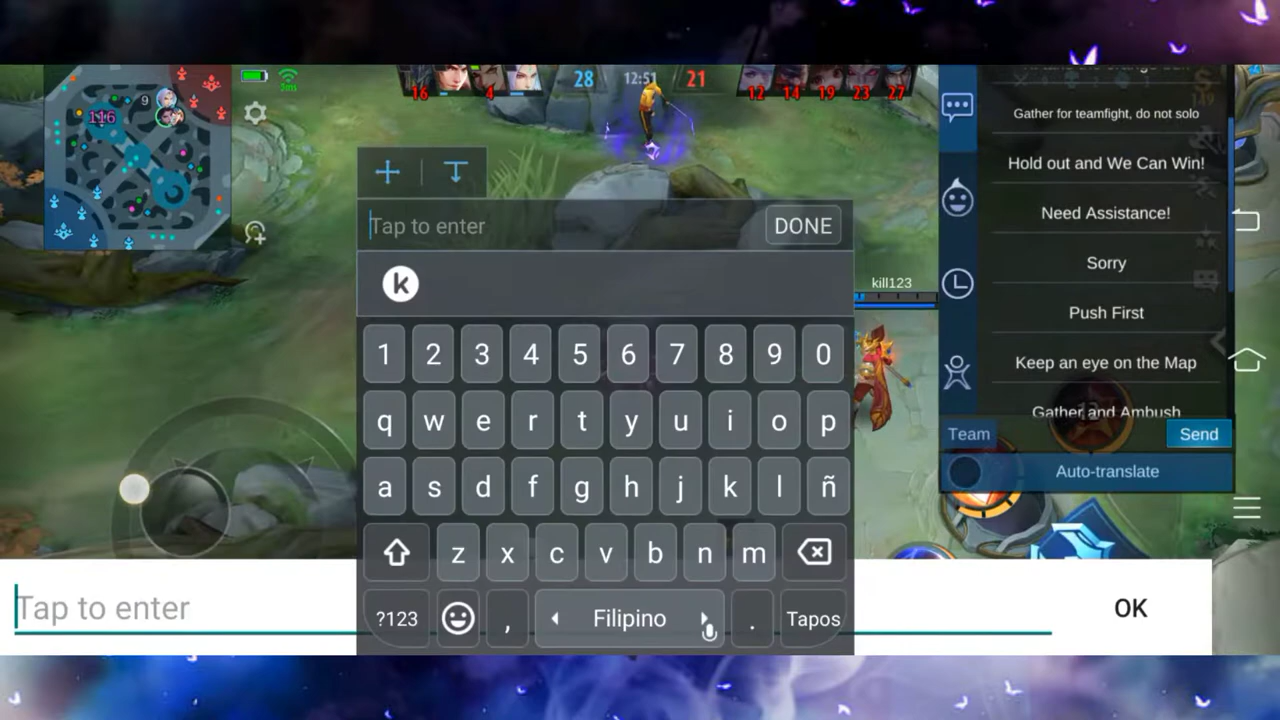 28
12:51
21
16
4
12
14
19
23
27
2ms
9
116
Gather for teamfight, do not solo
Hold out and We Can Win!
Need Assistance!
Sorry
Push First
Keep an eye on the Map
Gather and Ambush
Team
Send
Auto-translate
kill123
Tap to enter
DONE
k
1 2 3 4 5 6 7 8 9 0
q w e r t y u i o p
a s d f g h j k l ñ
z x c v b n m
?123 , Filipino . Tapos
Tap to enter
OK